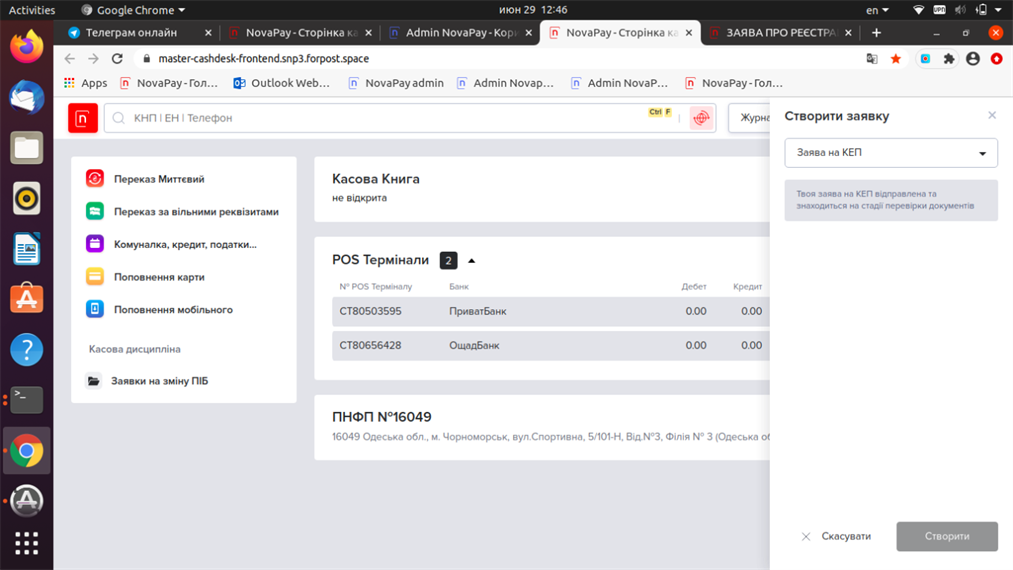 Activities
Google Chrome
июн 29 12:46
en
Телеграм онлайн
NovaPay - Сторінка ка
Admin NovaPay - Кори
NovaPay - Сторінка ка
ЗАЯВА ПРО РЕЄСТРАЦ
master-cashdesk-frontend.snp3.forpost.space
Apps
NovaPay - Гол...
Outlook Web...
NovaPay admin
Admin Novap...
Admin NovaP...
NovaPay - Гол...
КНП | ЕН | Телефон
Ctrl F
Журна
Створити заявку
Заява на КЕП
Твоя заява на КЕП відправлена та
знаходиться на стадії перевірки документів
Переказ Миттєвий
Переказ за вільними реквізитами
Комуналка, кредит, податки...
Поповнення карти
Поповнення мобільного
Касова дисципліна
Заявки на зміну ПІБ
Касова Книга
не відкрита
POS Термінали 2
№ POS Терміналу Банк Дебет Кредит
CT80503595 ПриватБанк 0.00 0.00
CT80656428 ОщадБанк 0.00 0.00
ПНФП №16049
16049 Одеська обл., м. Чорноморськ, вул.Спортивна, 5/101-Н, Від.№3, Філія № 3 (Одеська об
Скасувати
Створити